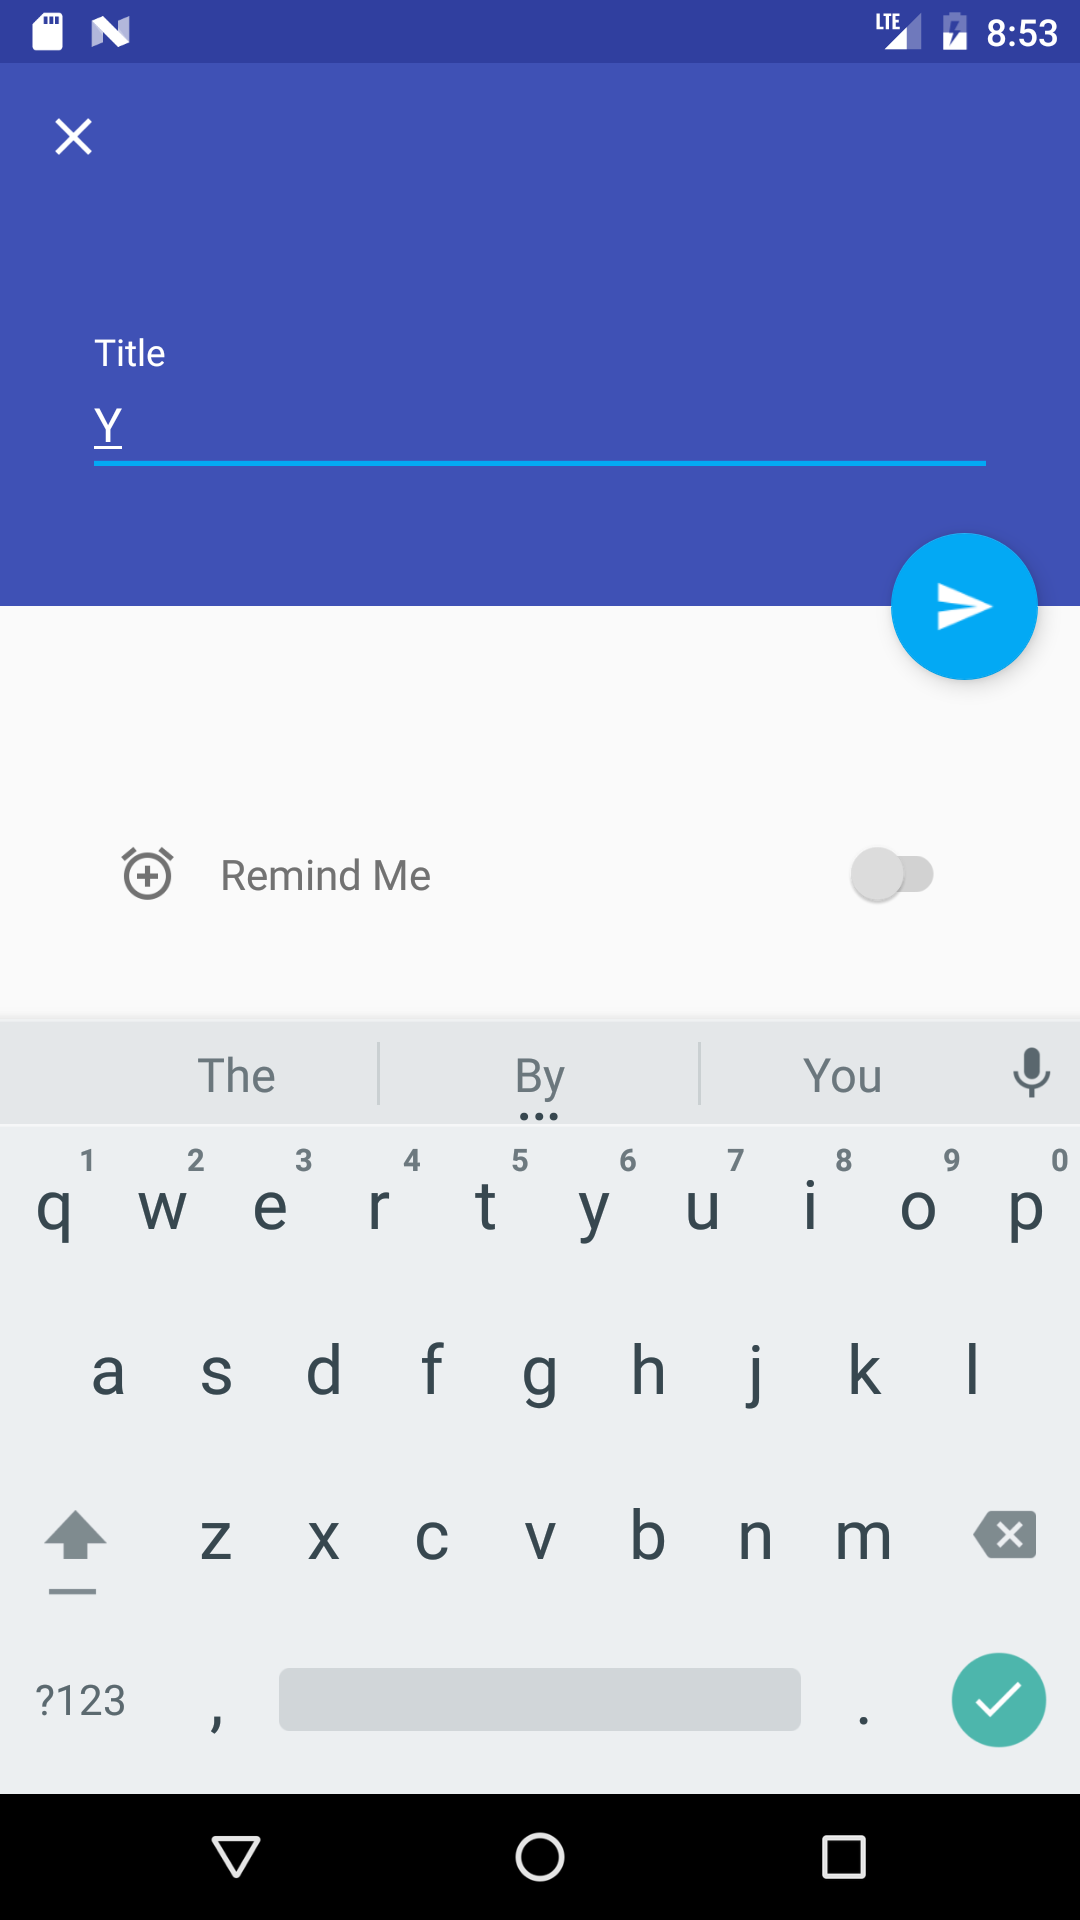 LTE 8:53
Title
Y
Remind Me
The By You
1 2 3 4 5 6 7 8 9 0
q w e r t y u i o p
a s d f g h j k l
z x c v b n m
?123 , .